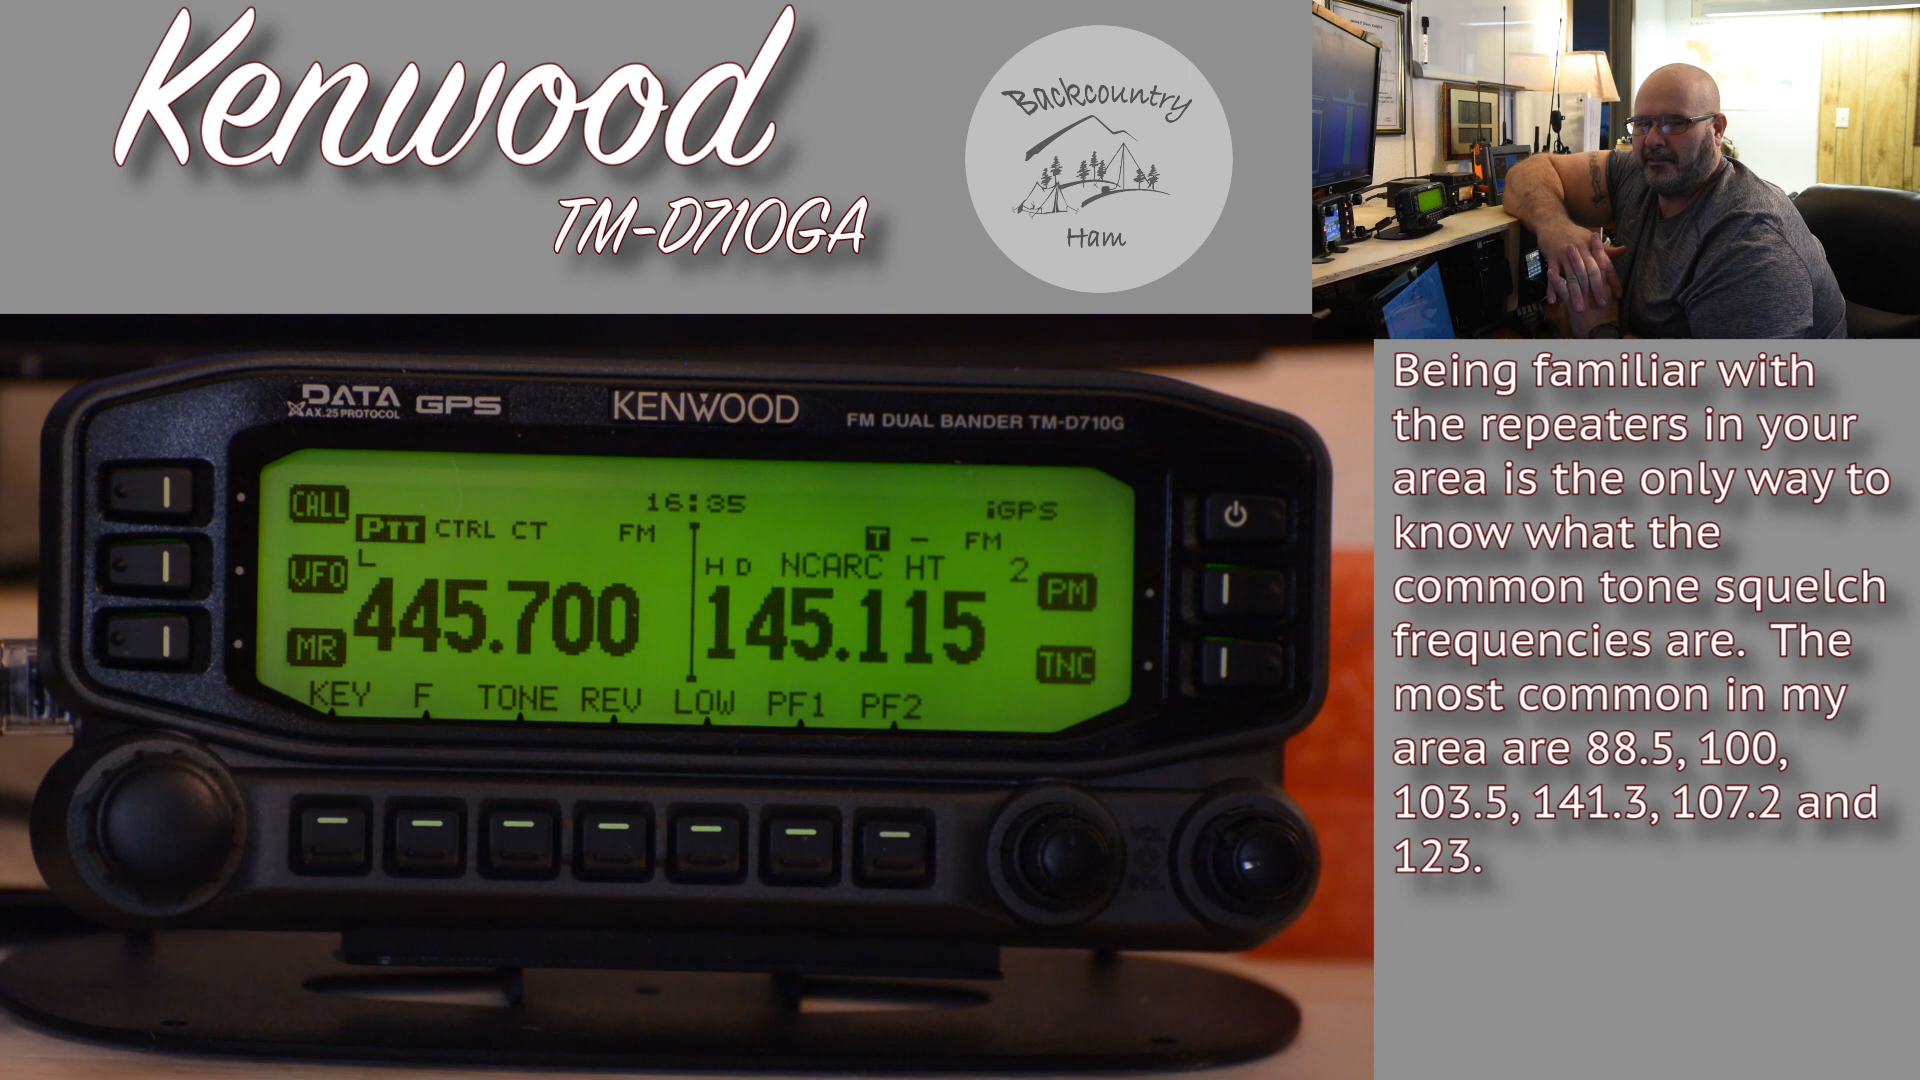 Kenwood
TM-D710GA
Backcountry
Ham
Being familiar with
the repeaters in your
area is the only way to
know what the
common tone squelch
frequencies are.  The
most common in my
area are 88.5, 100,
103.5, 141.3, 107.2 and
123.
DATA
AX.25 PROTOCOL
GPS
KENWOOD
FM DUAL BANDER TM-D710G
CALL
16:35
iGPS
PTT CTRL CT FM
T – FM
L
H D NCARC HT 2
VFO
445.700
145.115
PM
MR
TNC
KEY F TONE REV LOW PF1 PF2